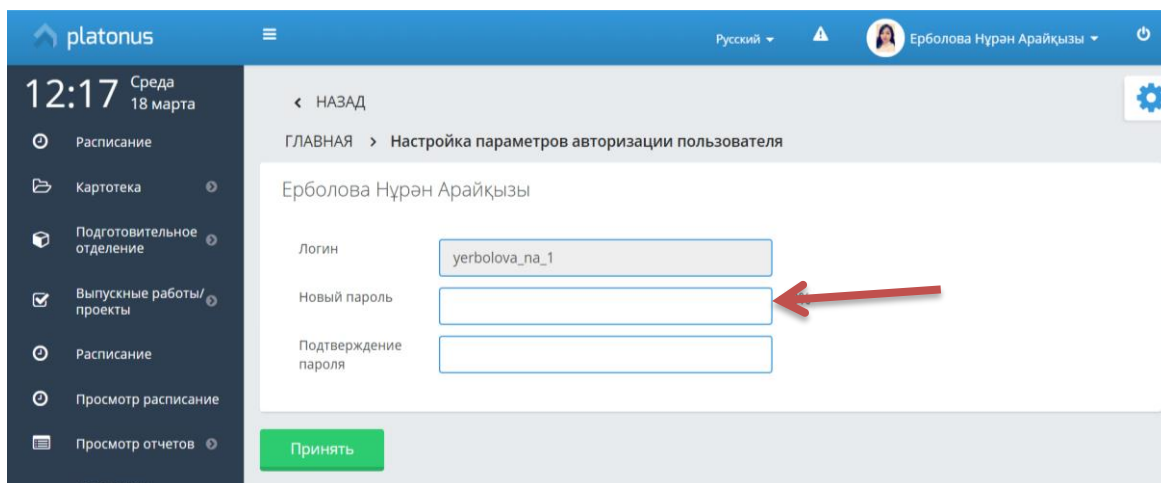 platonus
Русский
Ерболова Нұрән Арайқызы
12:17 Среда
18 марта
НАЗАД
ГЛАВНАЯ > Настройка параметров авторизации пользователя
Расписание
Картотека
Подготовительное
отделение
Выпускные работы/
проекты
Расписание
Просмотр расписание
Просмотр отчетов
Ерболова Нұрән Арайқызы
Логин
yerbolova_na_1
Новый пароль
Подтверждение
пароля
Принять